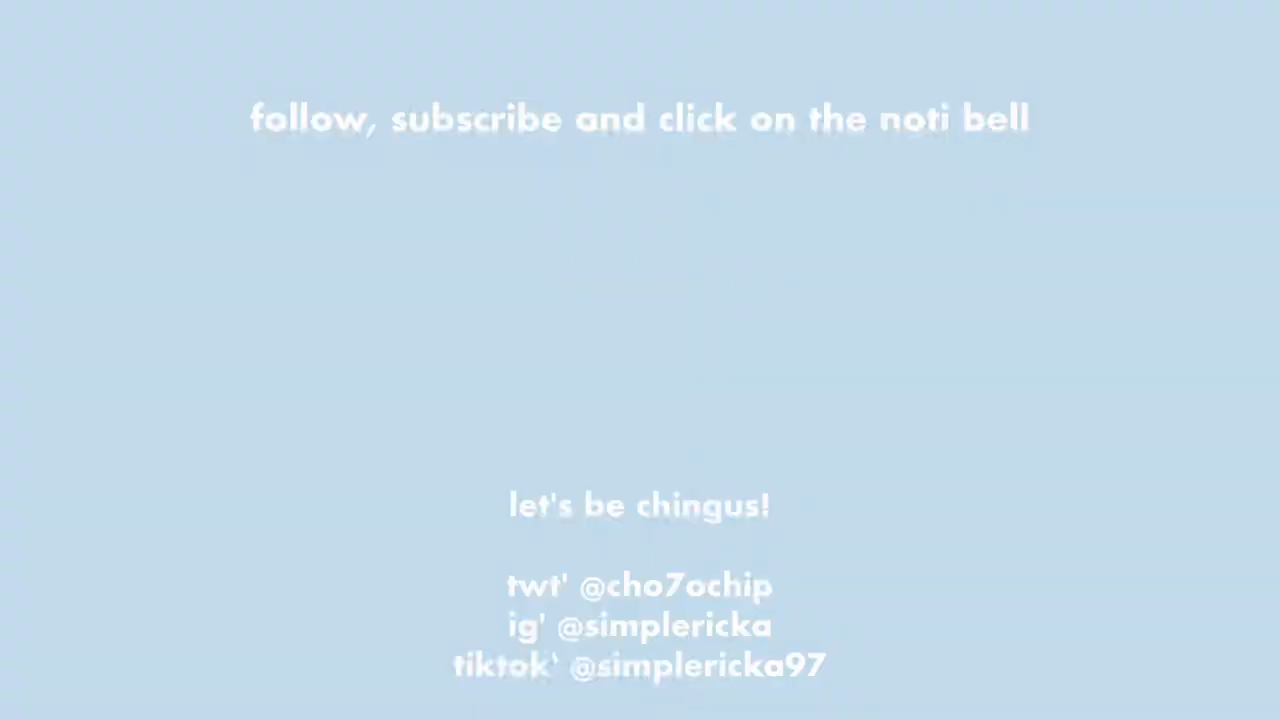 follow, subscribe and click on the noti bell
let's be chingus!
twt' @cho7ochip
ig' @simplericka
tiktok' @simplericka97